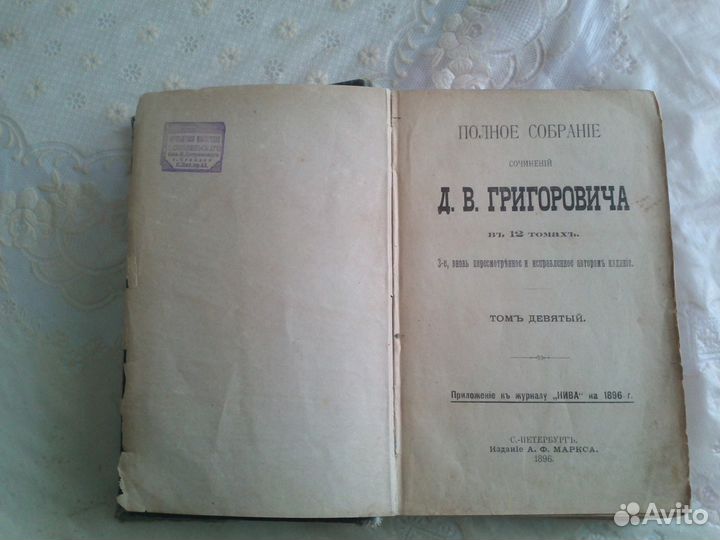 ПОЛНОЕ СОБРАНІЕ
СОЧИНЕНІЙ
Д. В. ГРИГОРОВИЧА
въ 12 томахъ.
3-е, вновь пересмотрѣнное и исправленное авторомъ изданіе.
ТОМЪ ДЕВЯТЫЙ.
Приложеніе къ журналу „НИВА“ на 1896 г.
С.-ПЕТЕРБУРГЪ.
Изданіе А. Ф. МАРКСА.
1896.
Avito